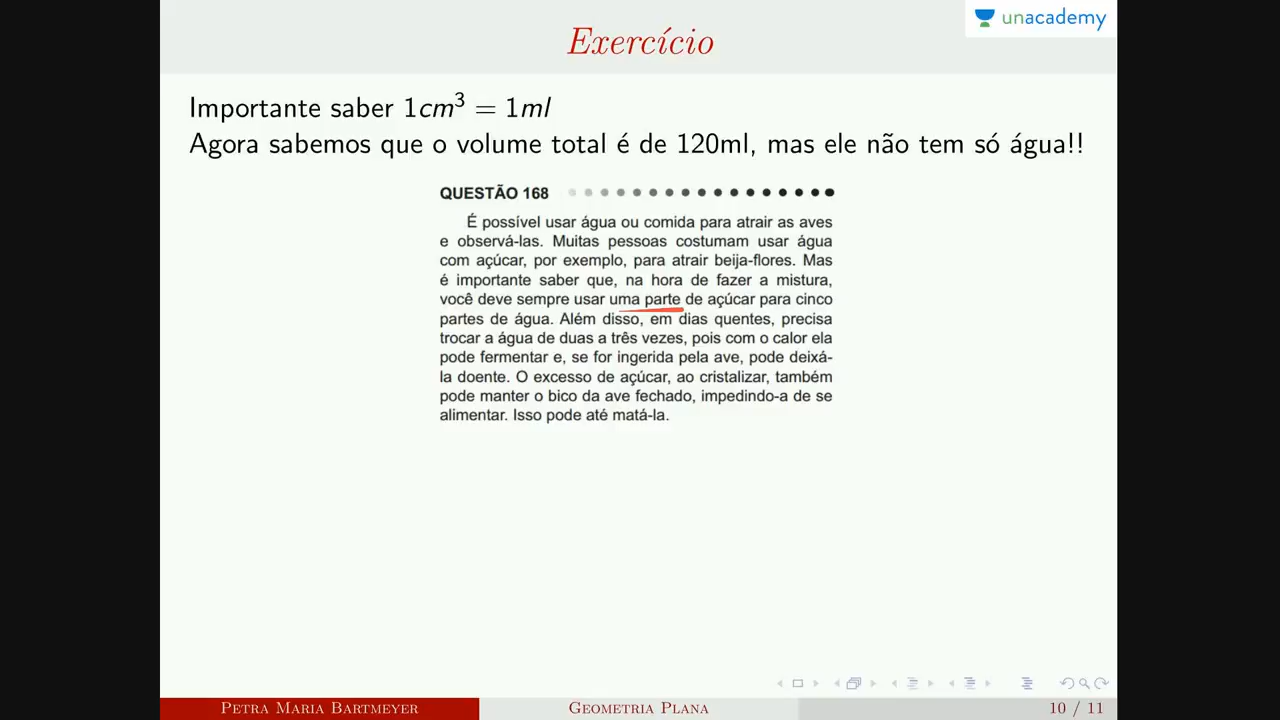 unacademy
Exercício
Importante saber 1cm³ = 1ml
Agora sabemos que o volume total é de 120ml, mas ele não tem só água!!
QUESTÃO 168
É possível usar água ou comida para atrair as aves
e observá-las. Muitas pessoas costumam usar água
com açúcar, por exemplo, para atrair beija-flores. Mas
é importante saber que, na hora de fazer a mistura,
você deve sempre usar uma parte de açúcar para cinco
partes de água. Além disso, em dias quentes, precisa
trocar a água de duas a três vezes, pois com o calor ela
pode fermentar e, se for ingerida pela ave, pode deixá-
la doente. O excesso de açúcar, ao cristalizar, também
pode manter o bico da ave fechado, impedindo-a de se
alimentar. Isso pode até matá-la.
Petra Maria Bartmeyer
Geometria Plana
10 / 11